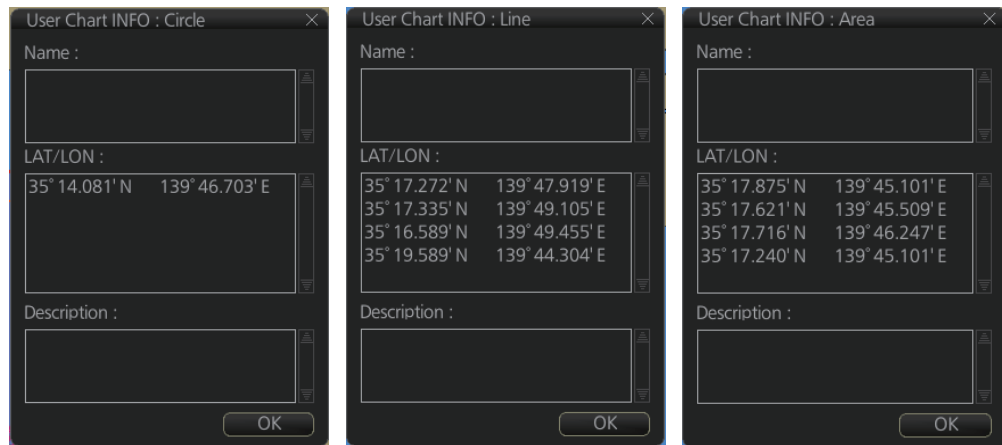 User Chart INFO : Circle
Name :
LAT/LON :
35° 14.081' N 139° 46.703' E
Description :
OK
User Chart INFO : Line
Name :
LAT/LON :
35° 17.272' N 139° 47.919' E
35° 17.335' N 139° 49.105' E
35° 16.589' N 139° 49.455' E
35° 19.589' N 139° 44.304' E
Description :
OK
User Chart INFO : Area
Name :
LAT/LON :
35° 17.875' N 139° 45.101' E
35° 17.621' N 139° 45.509' E
35° 17.716' N 139° 46.247' E
35° 17.240' N 139° 45.101' E
Description :
OK